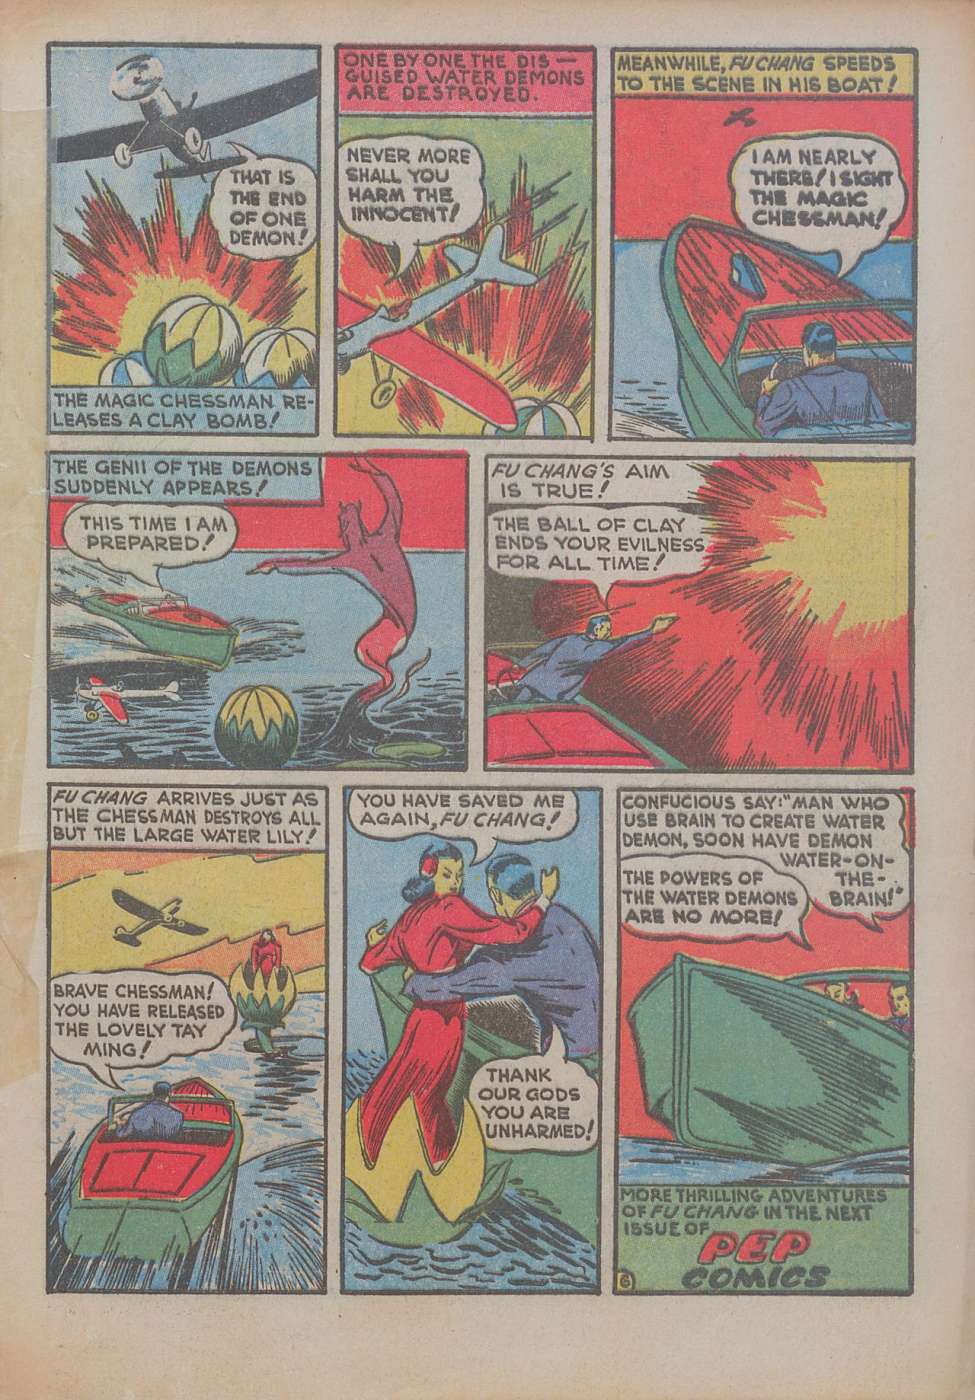 THAT IS
THE END
OF ONE
DEMON!
THE MAGIC CHESSMAN RE-
LEASES A CLAY BOMB!
ONE BY ONE THE DIS-
GUISED WATER DEMONS
ARE DESTROYED.
NEVER MORE
SHALL YOU
HARM THE
INNOCENT!
MEANWHILE, FU CHANG SPEEDS
TO THE SCENE IN HIS BOAT!
I AM NEARLY
THERE! I SIGHT
THE MAGIC
CHESSMAN!
THE GENII OF THE DEMONS
SUDDENLY APPEARS!
THIS TIME I AM
PREPARED!
FU CHANG'S AIM
IS TRUE!
THE BALL OF CLAY
ENDS YOUR EVILNESS
FOR ALL TIME!
FU CHANG ARRIVES JUST AS
THE CHESSMAN DESTROYS ALL
BUT THE LARGE WATER LILY!
BRAVE CHESSMAN!
YOU HAVE RELEASED
THE LOVELY TAY
MING!
YOU HAVE SAVED ME
AGAIN, FU CHANG!
THANK
OUR GODS
YOU ARE
UNHARMED!
CONFUCIOUS SAY: "MAN WHO
USE BRAIN TO CREATE WATER
DEMON, SOON HAVE DEMON
WATER-ON-
THE-
BRAIN!"
THE POWERS OF
THE WATER DEMONS
ARE NO MORE!
MORE THRILLING ADVENTURES
OF FU CHANG IN THE NEXT
ISSUE OF
PEP
COMICS
6